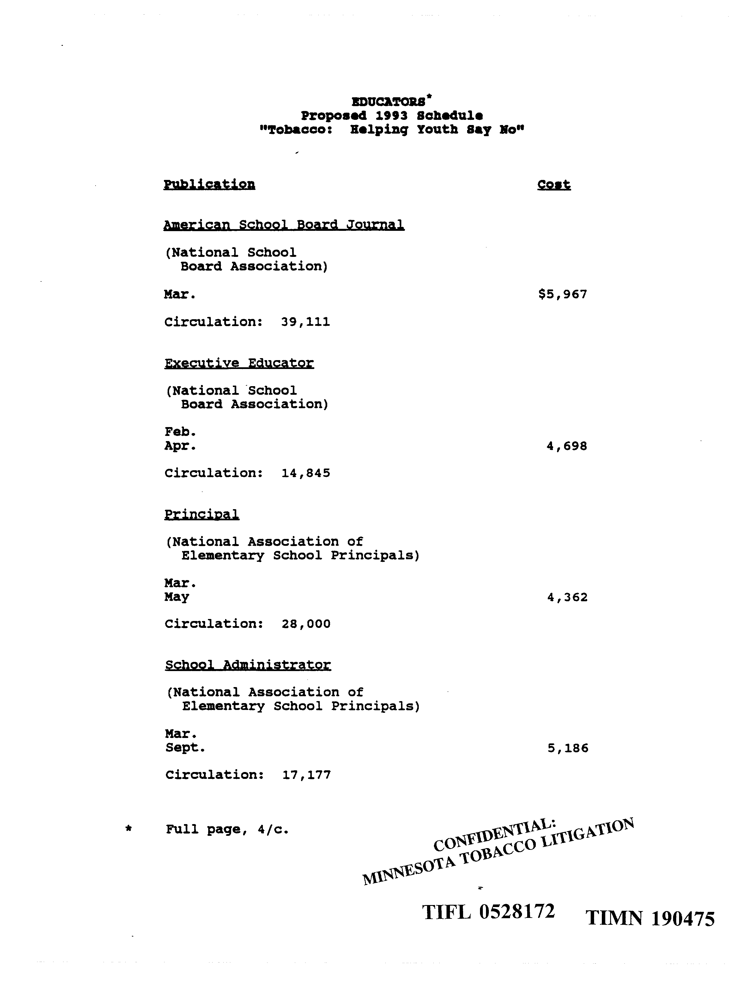 EDUCATORS*
Proposed 1993 Schedule
"Tobacco: Helping Youth Say No"
Publication Cost
American School Board Journal
(National School
Board Association)
Mar. $5,967
Circulation: 39,111
Executive Educator
(National School
Board Association)
Feb.
Apr. 4,698
Circulation: 14,845
Principal
(National Association of
Elementary School Principals)
Mar.
May 4,362
Circulation: 28,000
School Administrator
(National Association of
Elementary School Principals)
Mar.
Sept. 5,186
Circulation: 17,177
* Full page, 4/c.
CONFIDENTIAL:
MINNESOTA TOBACCO LITIGATION
TIFL 0528172 TIMN 190475